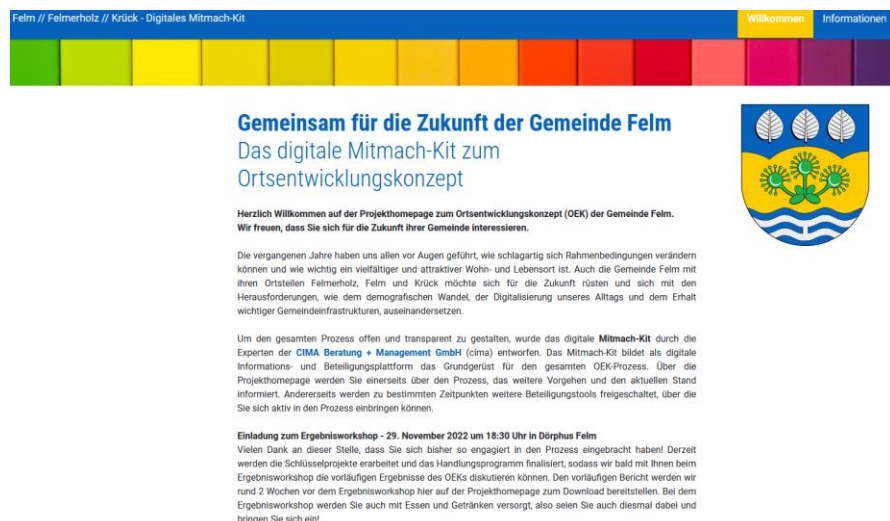 Felm // Felmerholz // Krück - Digitales Mitmach-Kit
Willkommen
Informationen
Gemeinsam für die Zukunft der Gemeinde Felm
Das digitale Mitmach-Kit zum
Ortsentwicklungskonzept
Herzlich Willkommen auf der Projekthomepage zum Ortsentwicklungskonzept (OEK) der Gemeinde Felm.
Wir freuen, dass Sie sich für die Zukunft ihrer Gemeinde interessieren.
Die vergangenen Jahre haben uns allen vor Augen geführt, wie schlagartig sich Rahmenbedingungen verändern
können und wie wichtig ein vielfältiger und attraktiver Wohn- und Lebensort ist. Auch die Gemeinde Felm mit
ihren Ortsteilen Felmerholz, Felm und Krück möchte sich für die Zukunft rüsten und sich mit den
Herausforderungen, wie dem demografischen Wandel, der Digitalisierung unseres Alltags und dem Erhalt
wichtiger Gemeindeinfrastrukturen, auseinandersetzen.
Um den gesamten Prozess offen und transparent zu gestalten, wurde das digitale Mitmach-Kit durch die
Experten der CIMA Beratung + Management GmbH (cima) entworfen. Das Mitmach-Kit bildet als digitale
Informations- und Beteiligungsplattform das Grundgerüst für den gesamten OEK-Prozess. Über die
Projekthomepage werden Sie einerseits über den Prozess, das weitere Vorgehen und den aktuellen Stand
informiert. Andererseits werden zu bestimmten Zeitpunkten weitere Beteiligungstools freigeschaltet, über die
Sie sich aktiv in den Prozess einbringen können.
Einladung zum Ergebnisworkshop - 29. November 2022 um 18:30 Uhr in Dörphus Felm
Vielen Dank an dieser Stelle, dass Sie sich bisher so engagiert in den Prozess eingebracht haben! Derzeit
werden die Schlüsselprojekte erarbeitet und das Handlungsprogramm finalisiert, sodass wir bald mit Ihnen beim
Ergebnisworkshop die vorläufigen Ergebnisse des OEKs diskutieren können. Den vorläufigen Bericht werden wir
rund 2 Wochen vor dem Ergebnisworkshop hier auf der Projekthomepage zum Download bereitstellen. Bei dem
Ergebnisworkshop werden Sie auch mit Essen und Getränken versorgt, also seien Sie auch diesmal dabei und
bringen Sie sich ein!